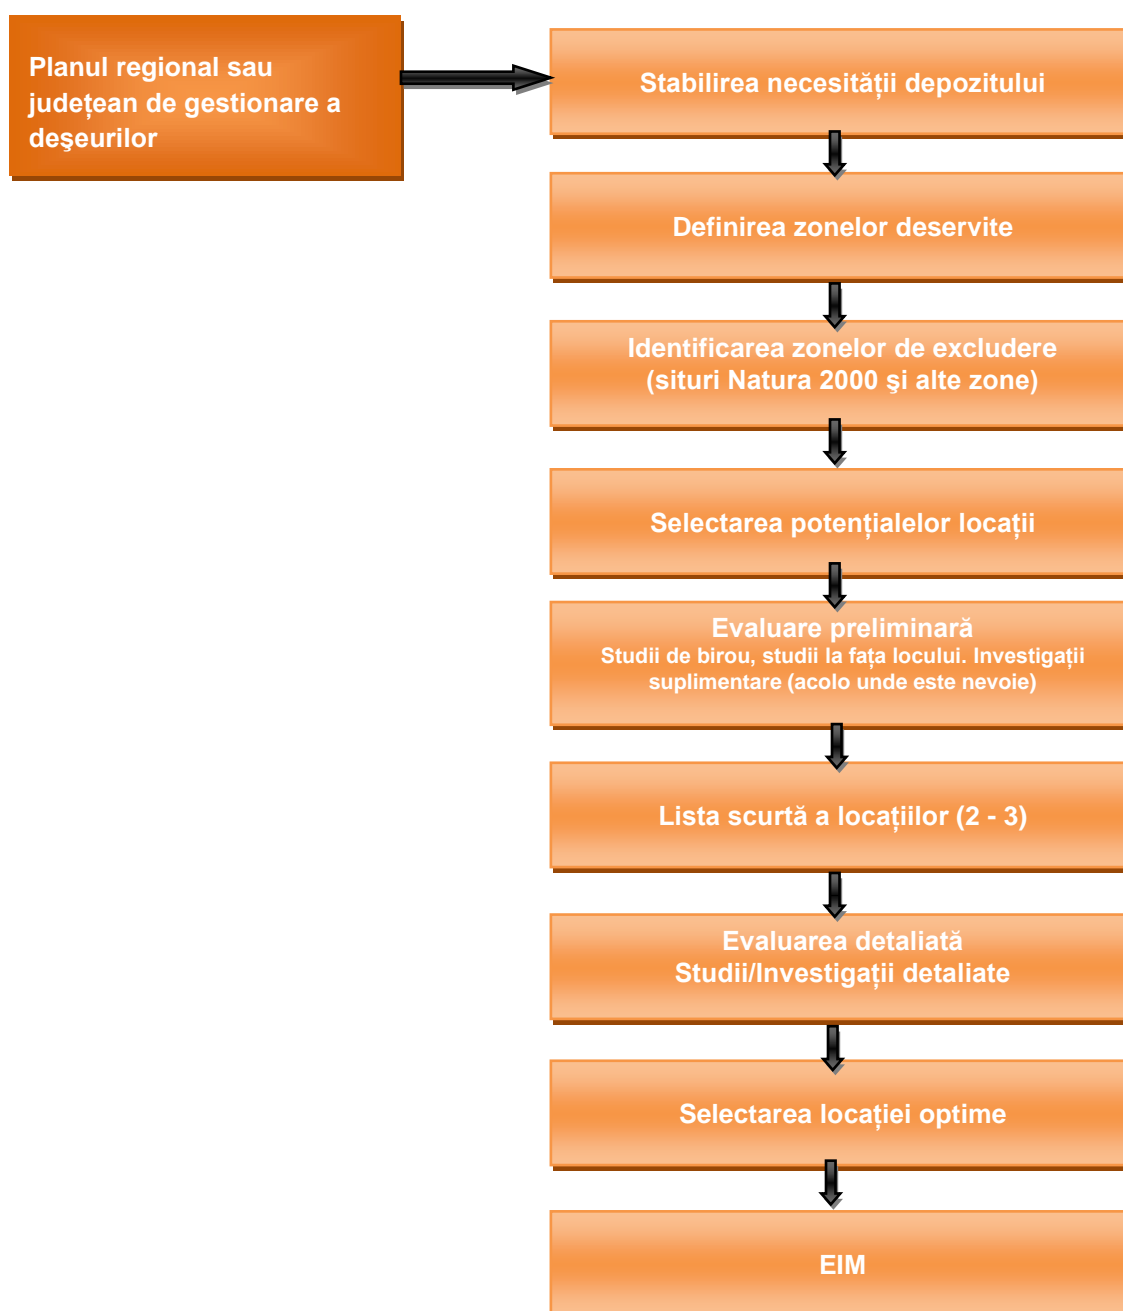 Planul regional sau
județean de gestionare a
deşeurilor
Stabilirea necesității depozitului
Definirea zonelor deservite
Identificarea zonelor de excludere
(situri Natura 2000 şi alte zone)
Selectarea potențialelor locații
Evaluare preliminară
Studii de birou, studii la fața locului. Investigații
suplimentare (acolo unde este nevoie)
Lista scurtă a locațiilor (2 - 3)
Evaluarea detaliată
Studii/Investigații detaliate
Selectarea locației optime
EIM